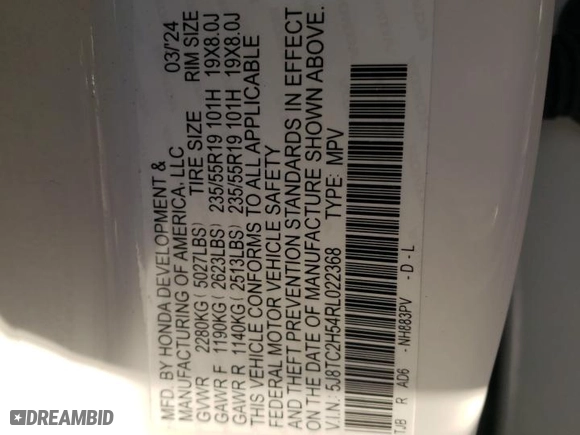 MFD. BY HONDA DEVELOPMENT & 03/'24
MANUFACTURING OF AMERICA, LLC
GVWR 2280KG ( 5027LBS) TIRE SIZE RIM SIZE
GAWR F 1190KG ( 2623LBS) 235/55R19 101H 19X8.0J
GAWR R 1140KG ( 2513LBS) 235/55R19 101H 19X8.0J
THIS VEHICLE CONFORMS TO ALL APPLICABLE
FEDERAL MOTOR VEHICLE SAFETY
AND THEFT PREVENTION STANDARDS IN EFFECT
ON THE DATE OF MANUFACTURE SHOWN ABOVE.
V.I.N: 5J8TC2H54RL022368 TYPE: MPV
TJB R AD6 -NH883PV -D-L
DREAMBID